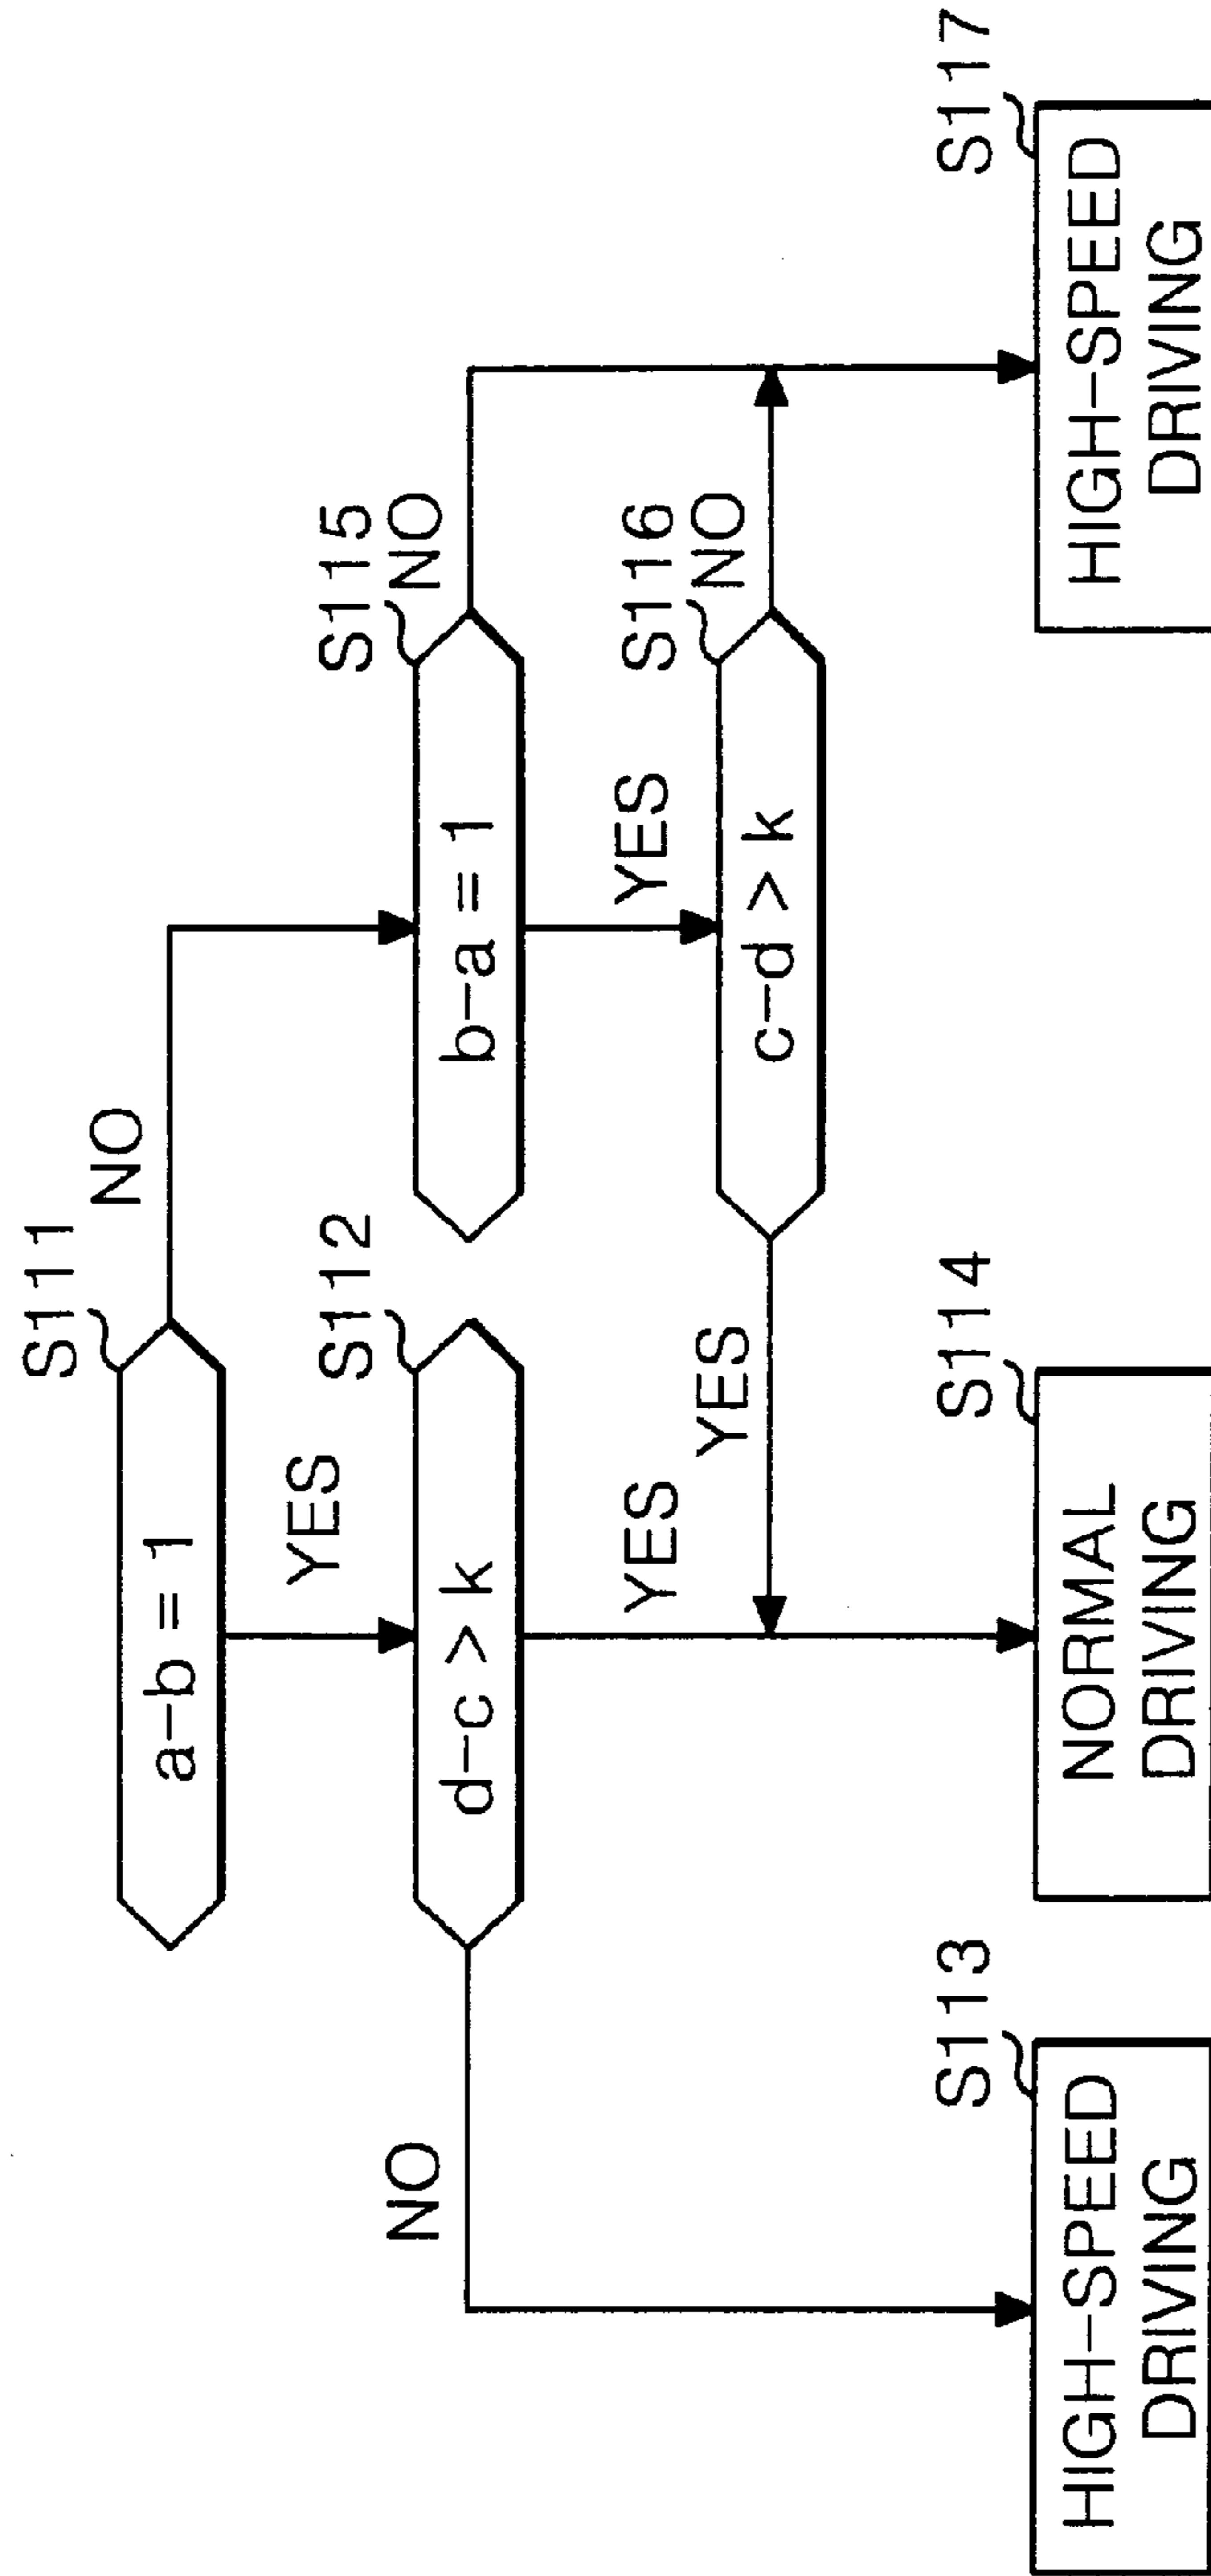 S111
a-b = 1
NO
YES
S112
d-c > k
NO
YES
S115
b-a = 1
NO
YES
S116
c-d > k
NO
YES
S113
HIGH-SPEED
DRIVING
S114
NORMAL
DRIVING
S117
HIGH-SPEED
DRIVING